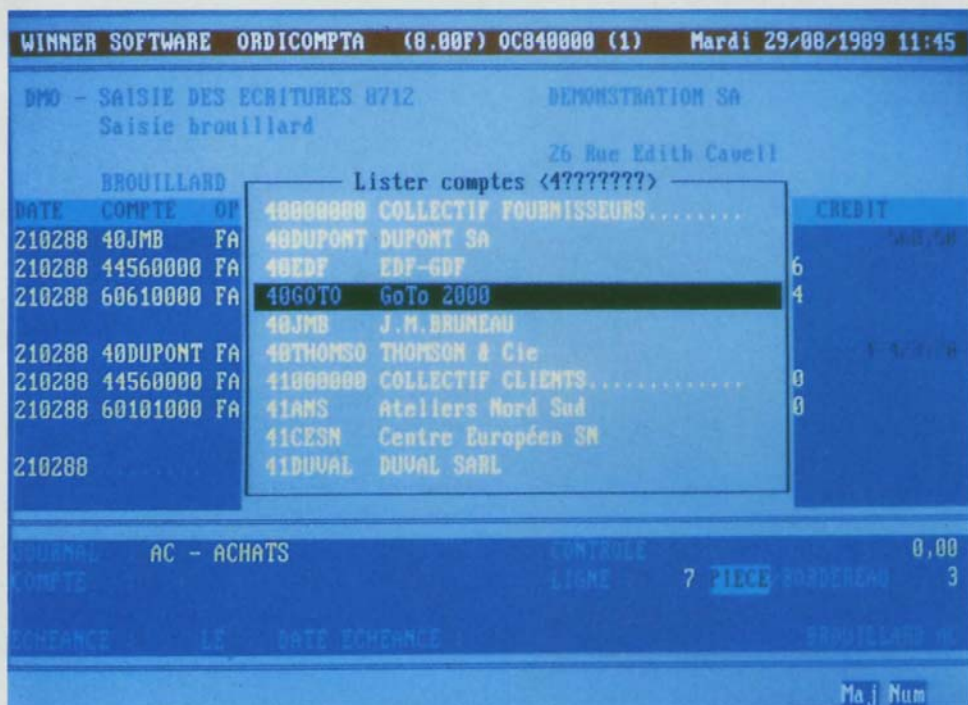 WINNER SOFTWARE ORDICOMPTA (8.00F) OC840000 (1) Mardi 29/08/1989 11:45
DMO - SAISIE DES ECRITURES 8712 DEMONSTRATION SA
Saisie brouillard
26 Rue Edith Cavell
BROUILLARD
Lister comptes <4???????>
DATE COMPTE OP CREDIT
40000000 COLLECTIF FOURNISSEURS........
210288 40JMB FA
40DUPONT DUPONT SA
210288 44560000 FA 6
40EDF EDF-GDF
210288 60610000 FA 4
40GOTO GoTo 2000
40JMB J.M.BRUNEAU
210288 40DUPONT FA
40THOMSO THOMSON & Cie
210288 44560000 FA 0
41000000 COLLECTIF CLIENTS.............
210288 60101000 FA 0
41ANS Ateliers Nord Sud
41CESN Centre Européen SN
210288 ........
41DUVAL DUVAL SARL
JOURNAL AC - ACHATS CONTROLE 0,00
COMPTE LIGNE 7 PIECE BORDEREAU 3
ECHEANCE : LE DATE ECHEANCE : BROUILLARD AC
Maj Num